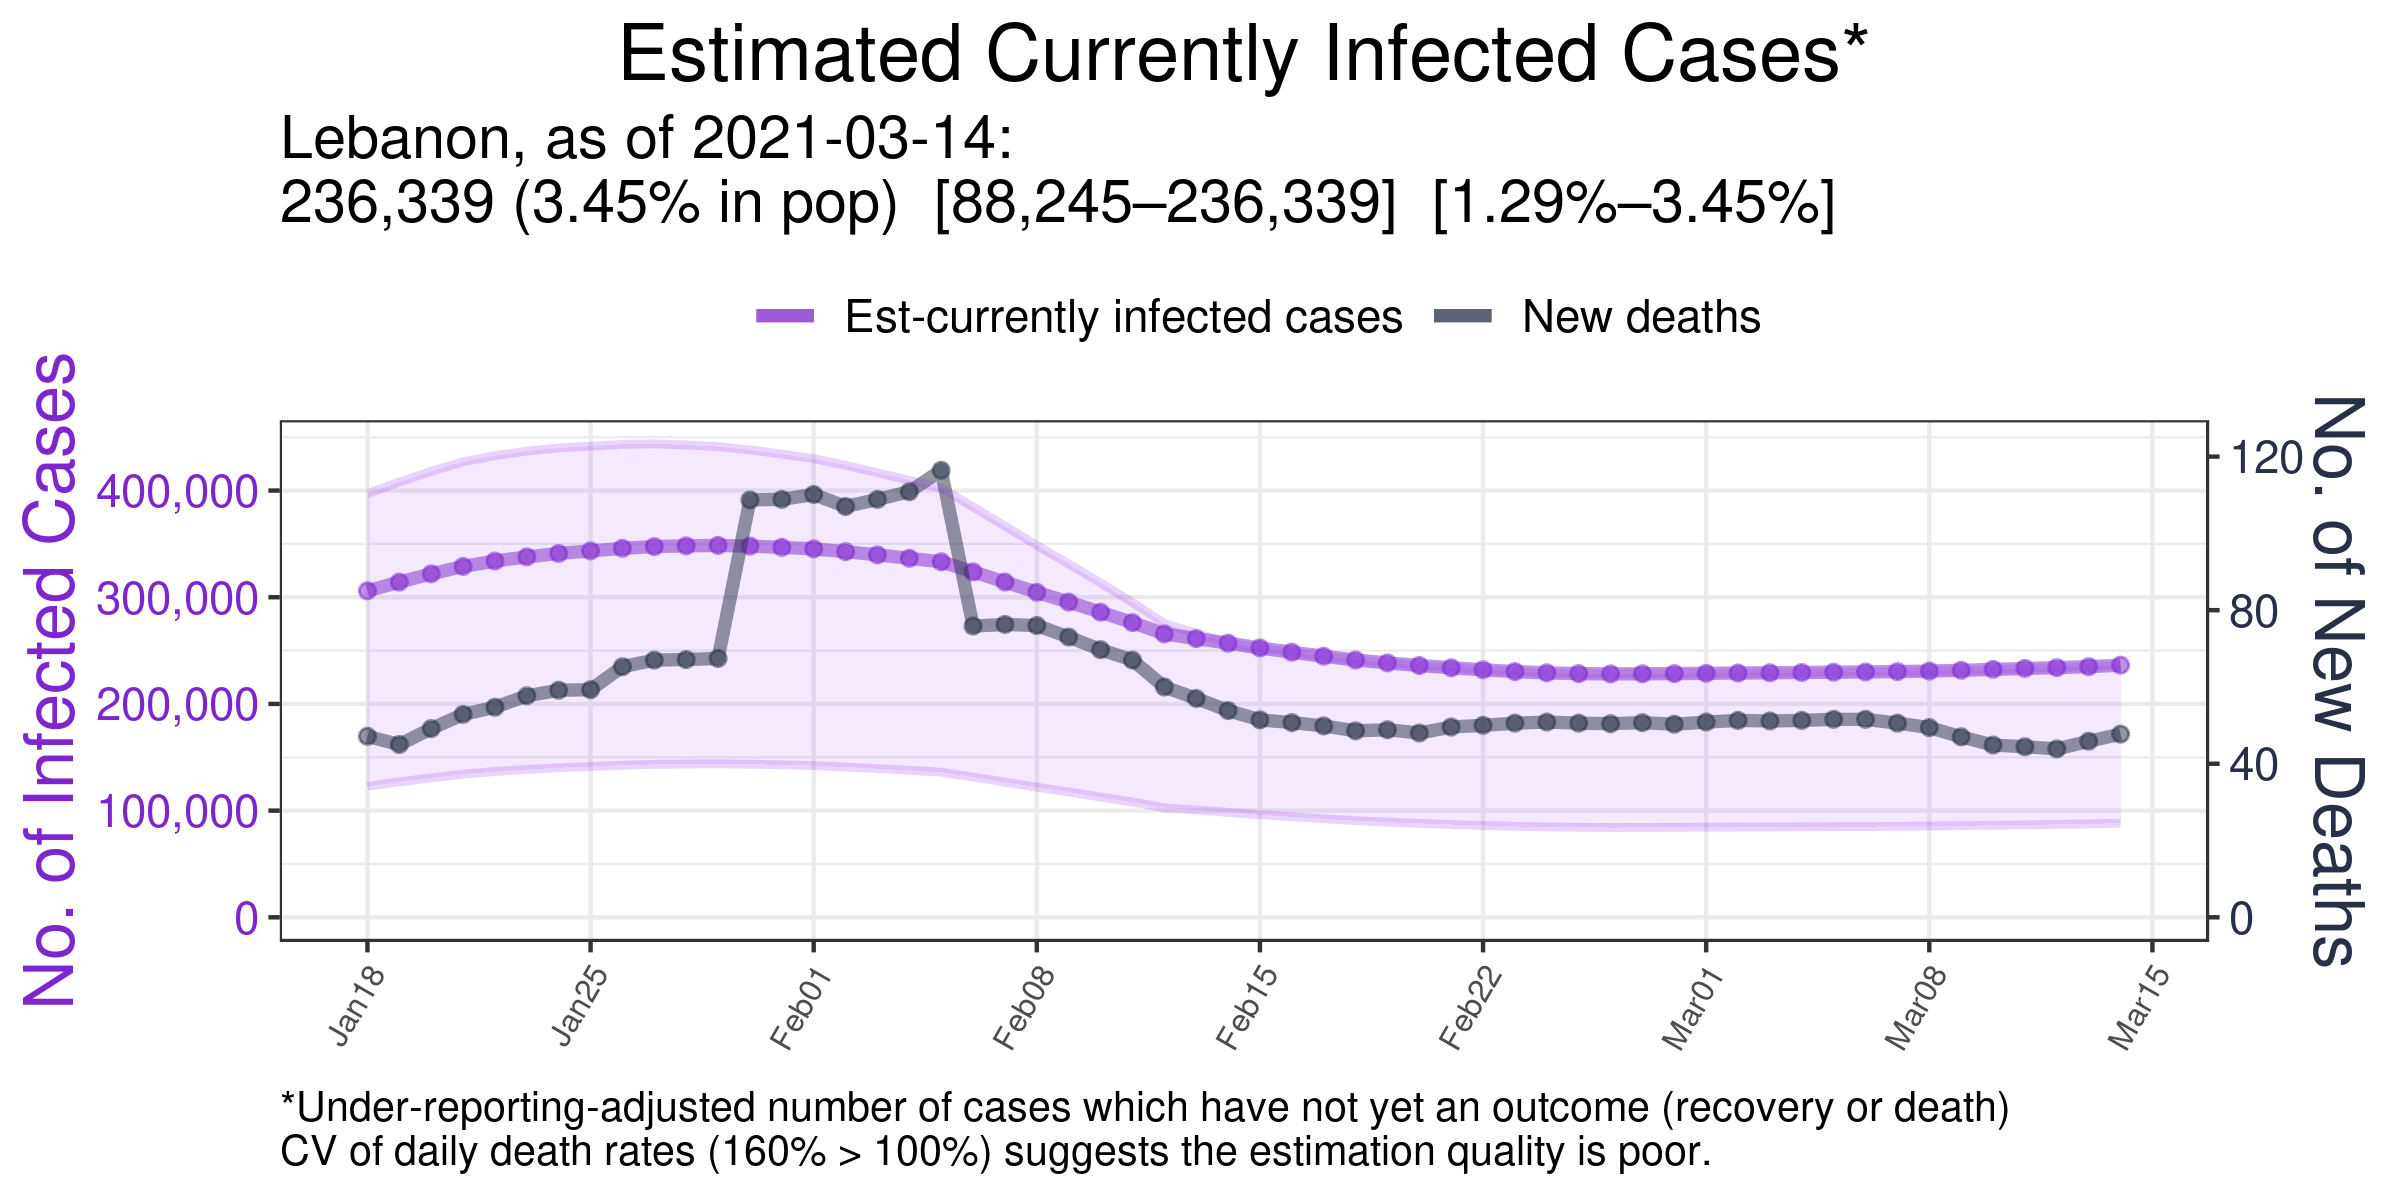 Estimated Currently Infected Cases*
Lebanon, as of 2021-03-14:
236,339 (3.45% in pop)  [88,245–236,339]  [1.29%–3.45%]
Est-currently infected cases
New deaths
No. of Infected Cases
400,000
300,000
200,000
100,000
0
120
80
40
0
No. of New Deaths
Jan18
Jan25
Feb01
Feb08
Feb15
Feb22
Mar01
Mar08
Mar15
*Under-reporting-adjusted number of cases which have not yet an outcome (recovery or death)
CV of daily death rates (160% > 100%) suggests the estimation quality is poor.